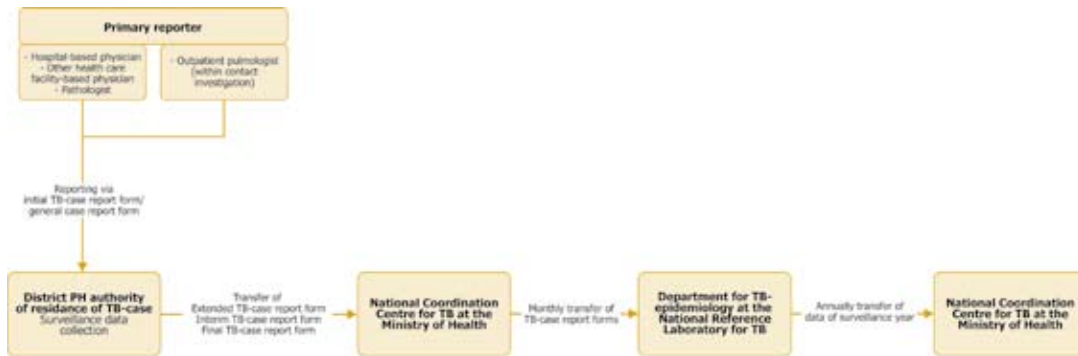 Primary reporter
- Hospital-based physician
- Other health care
facility-based physician
- Pathologist
- Outpatient pulmologist
(within contact
investigation)
Reporting via
initial TB-case report form/
general case report form
District PH authority
of residance of TB-case
Surveillance data
collection
Transfer of
Extended TB-case report form
Interim TB-case report form
Final TB-case report form
National Coordination
Centre for TB at the
Ministry of Health
Monthly transfer of
TB-case report forms
Department for TB-
epidemiology at the
National Reference
Laboratory for TB
Annually transfer of
data of surveillance year
National Coordination
Centre for TB at the
Ministry of Health